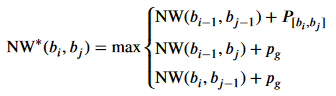 NW(b_{i−1}, b_{j−1}) + P_{[b_i,b_j]}
NW*(b_i, b_j) = max { NW(b_{i−1}, b_j) + p_g
NW(b_i, b_{j−1}) + p_g